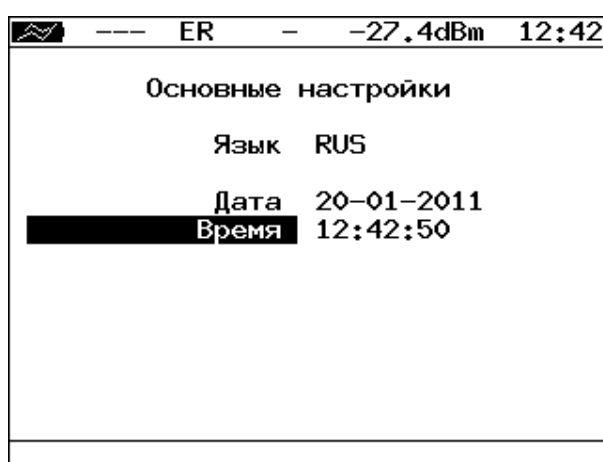 --- ER - -27.4dBm 12:42
Основные настройки
Язык RUS
Дата 20-01-2011
Время 12:42:50